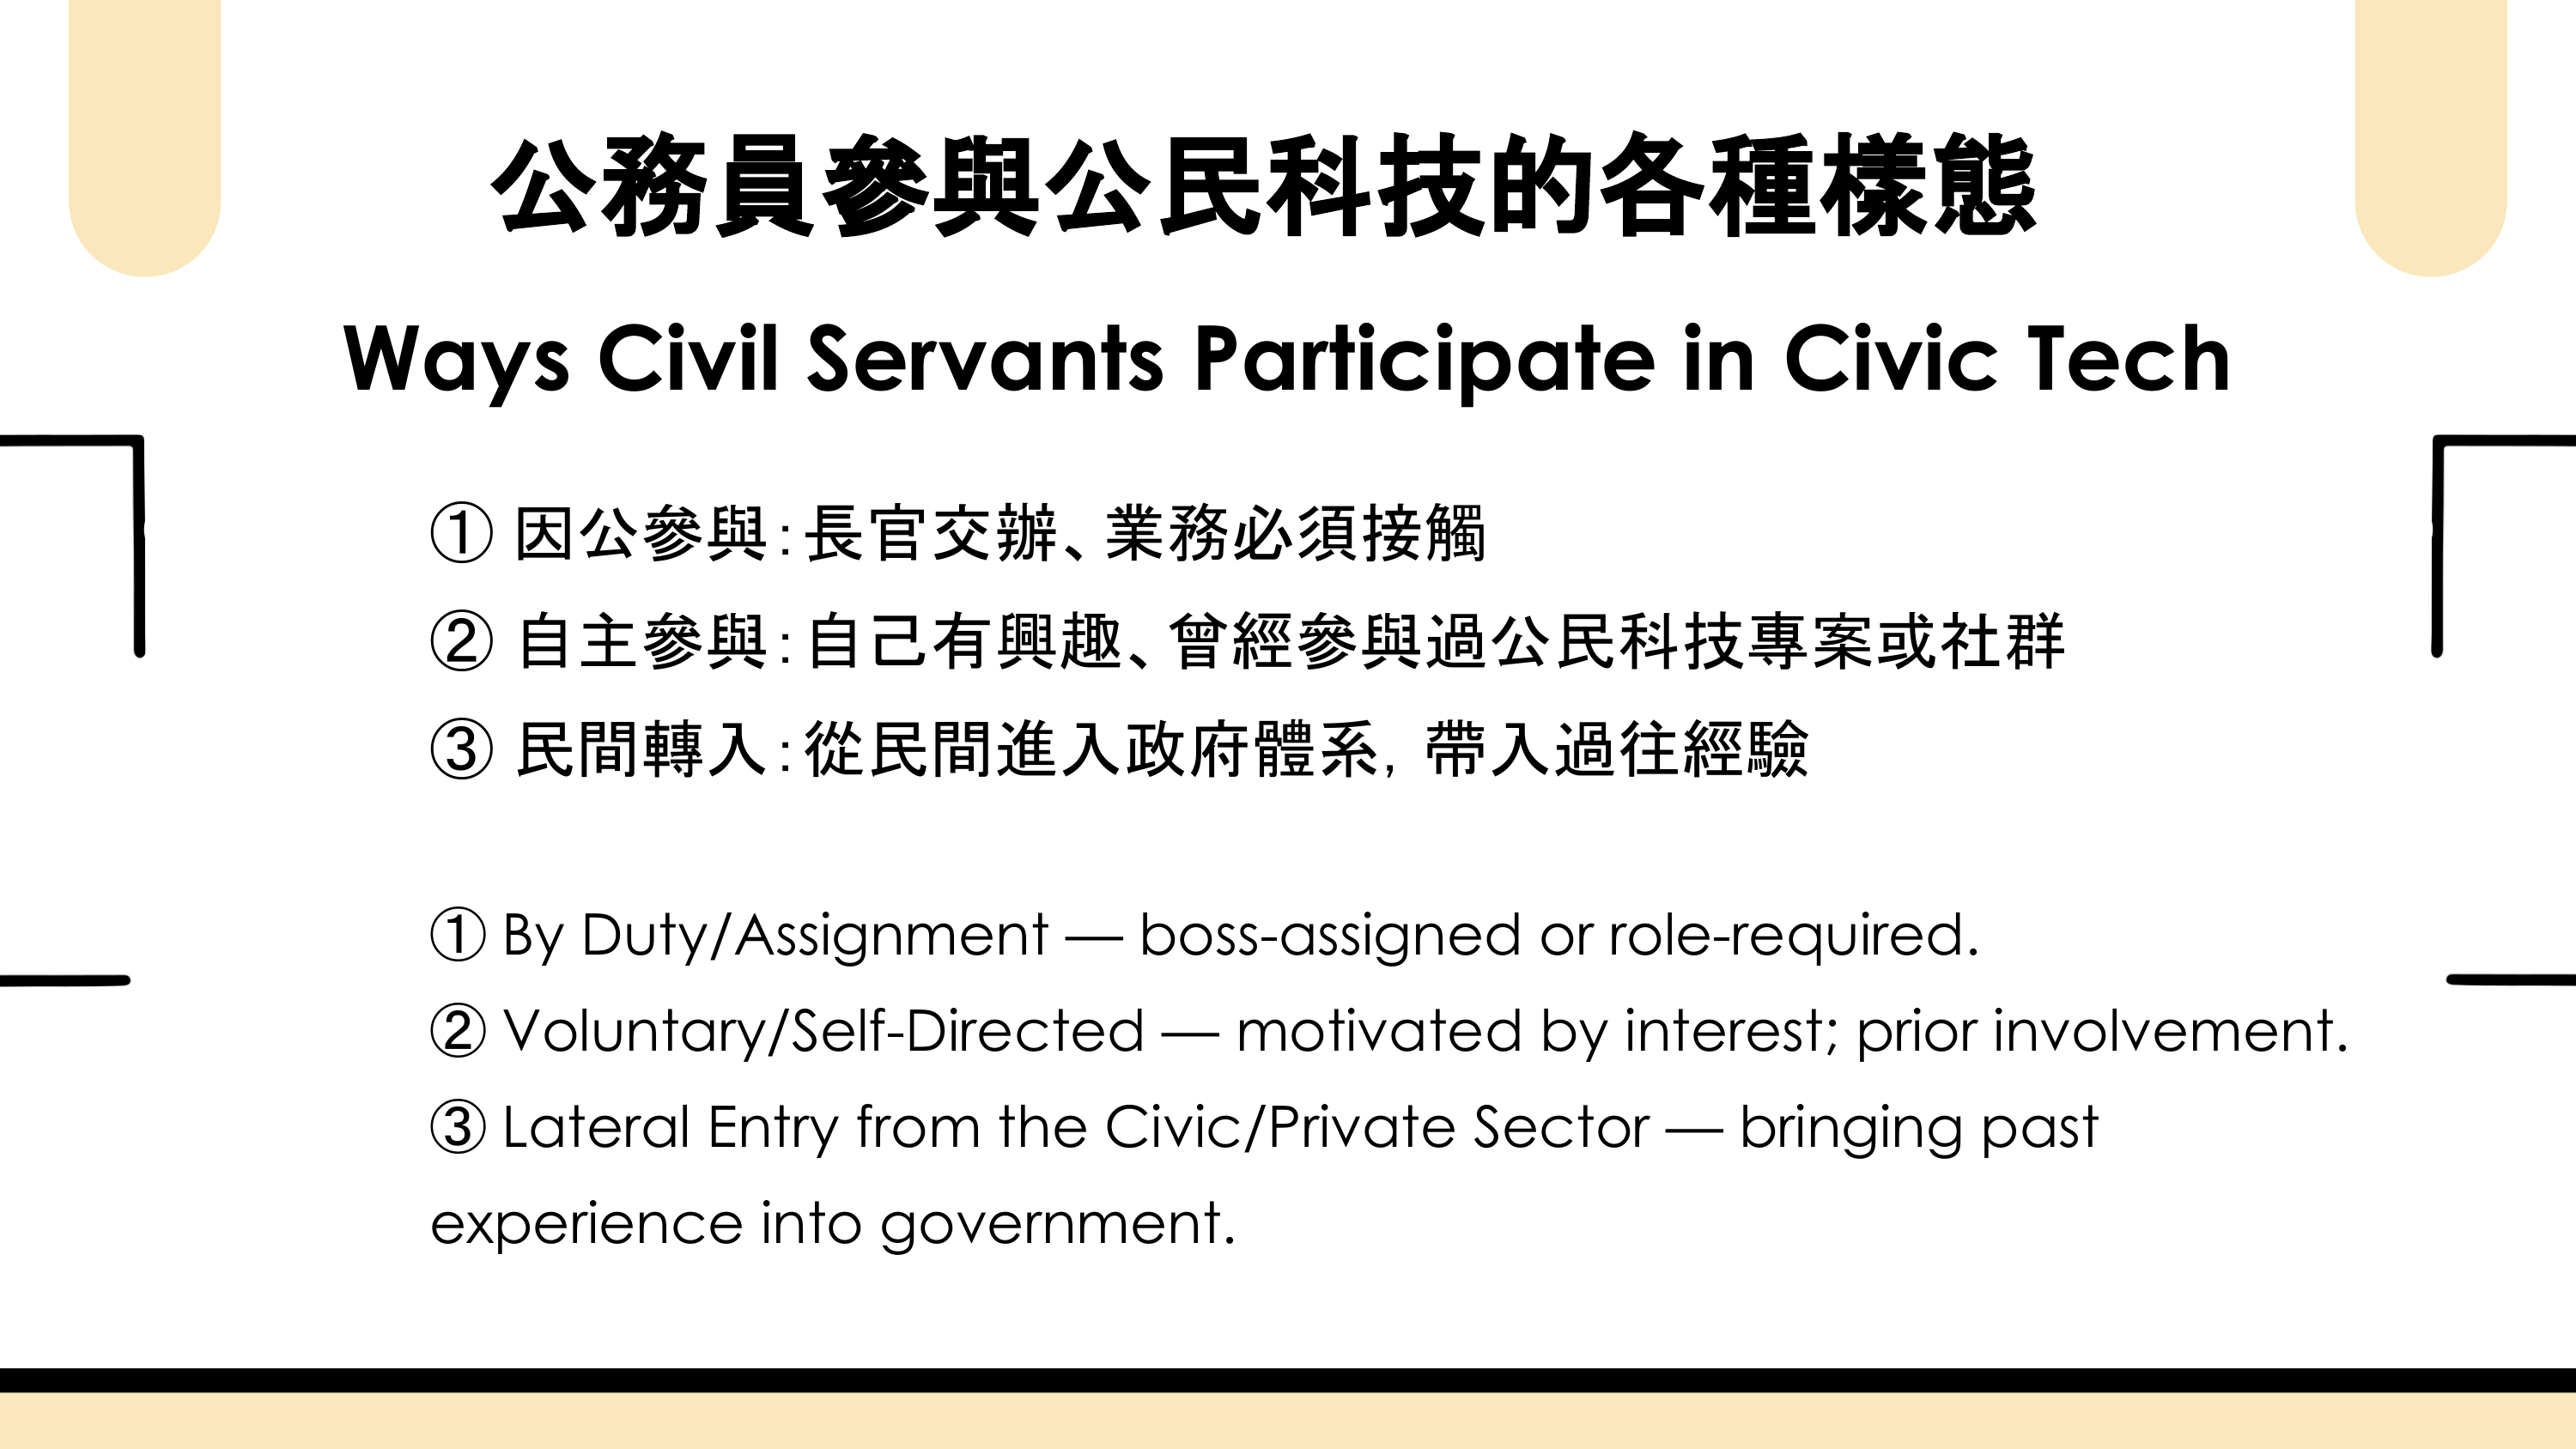 公務員參與公民科技的各種樣態
Ways Civil Servants Participate in Civic Tech
① 因公參與：長官交辦、業務必須接觸
② 自主參與：自己有興趣、曾經參與過公民科技專案或社群
③ 民間轉入：從民間進入政府體系，帶入過往經驗
① By Duty/Assignment — boss-assigned or role-required.
② Voluntary/Self-Directed — motivated by interest; prior involvement.
③ Lateral Entry from the Civic/Private Sector — bringing past
experience into government.